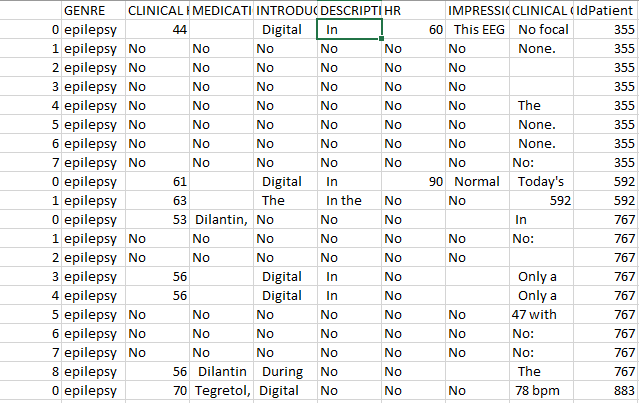 GENRE CLINICAL MEDICATI INTRODUC DESCRIPTI HR IMPRESSI CLINICAL IdPatient
0 epilepsy 44 Digital In 60 This EEG No focal 355
1 epilepsy No No No No No No None. 355
2 epilepsy No No No No No No 355
3 epilepsy No No No No No No 355
4 epilepsy No No No No No No The 355
5 epilepsy No No No No No No None. 355
6 epilepsy No No No No No No None. 355
7 epilepsy No No No No No No No: 355
0 epilepsy 61 Digital In 90 Normal Today's 592
1 epilepsy 63 The In the No No 592 592
0 epilepsy 53 Dilantin, No No No In 767
1 epilepsy No No No No No No No: 767
2 epilepsy No No No No No No 767
3 epilepsy 56 Digital In No Only a 767
4 epilepsy 56 Digital In No Only a 767
5 epilepsy No No No No No No 47 with 767
6 epilepsy No No No No No No No: 767
7 epilepsy No No No No No No No: 767
8 epilepsy 56 Dilantin During No No The 767
0 epilepsy 70 Tegretol, Digital No No No 78 bpm 883